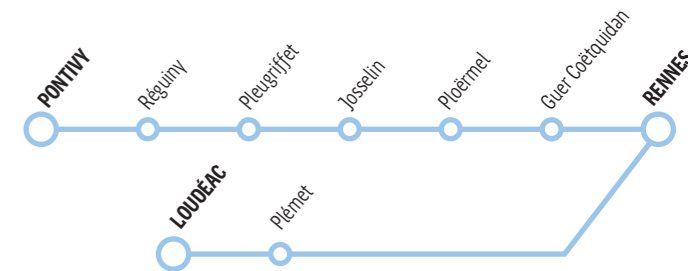 PONTIVY
Réguiny
Pleugriffet
Josselin
Ploërmel
Guer Coëtquidan
RENNES
LOUDÉAC
Plémet